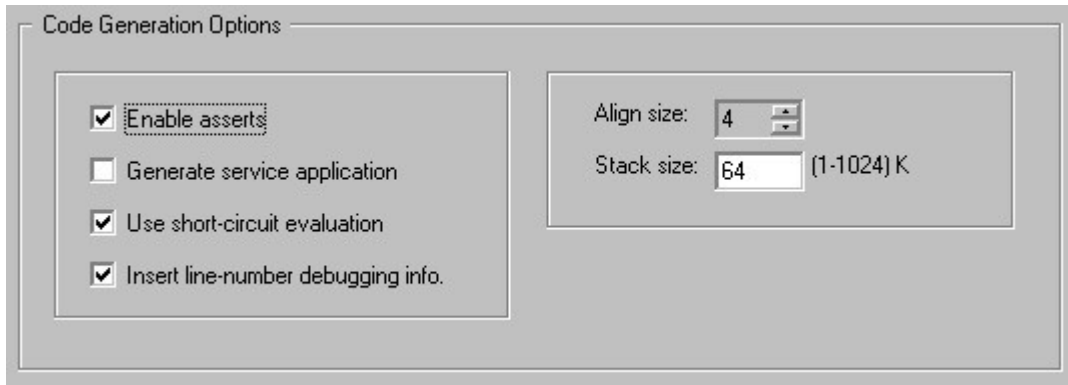 Code Generation Options
Enable asserts
Generate service application
Use short-circuit evaluation
Insert line-number debugging info.
Align size: 4
Stack size: 64 (1-1024) K